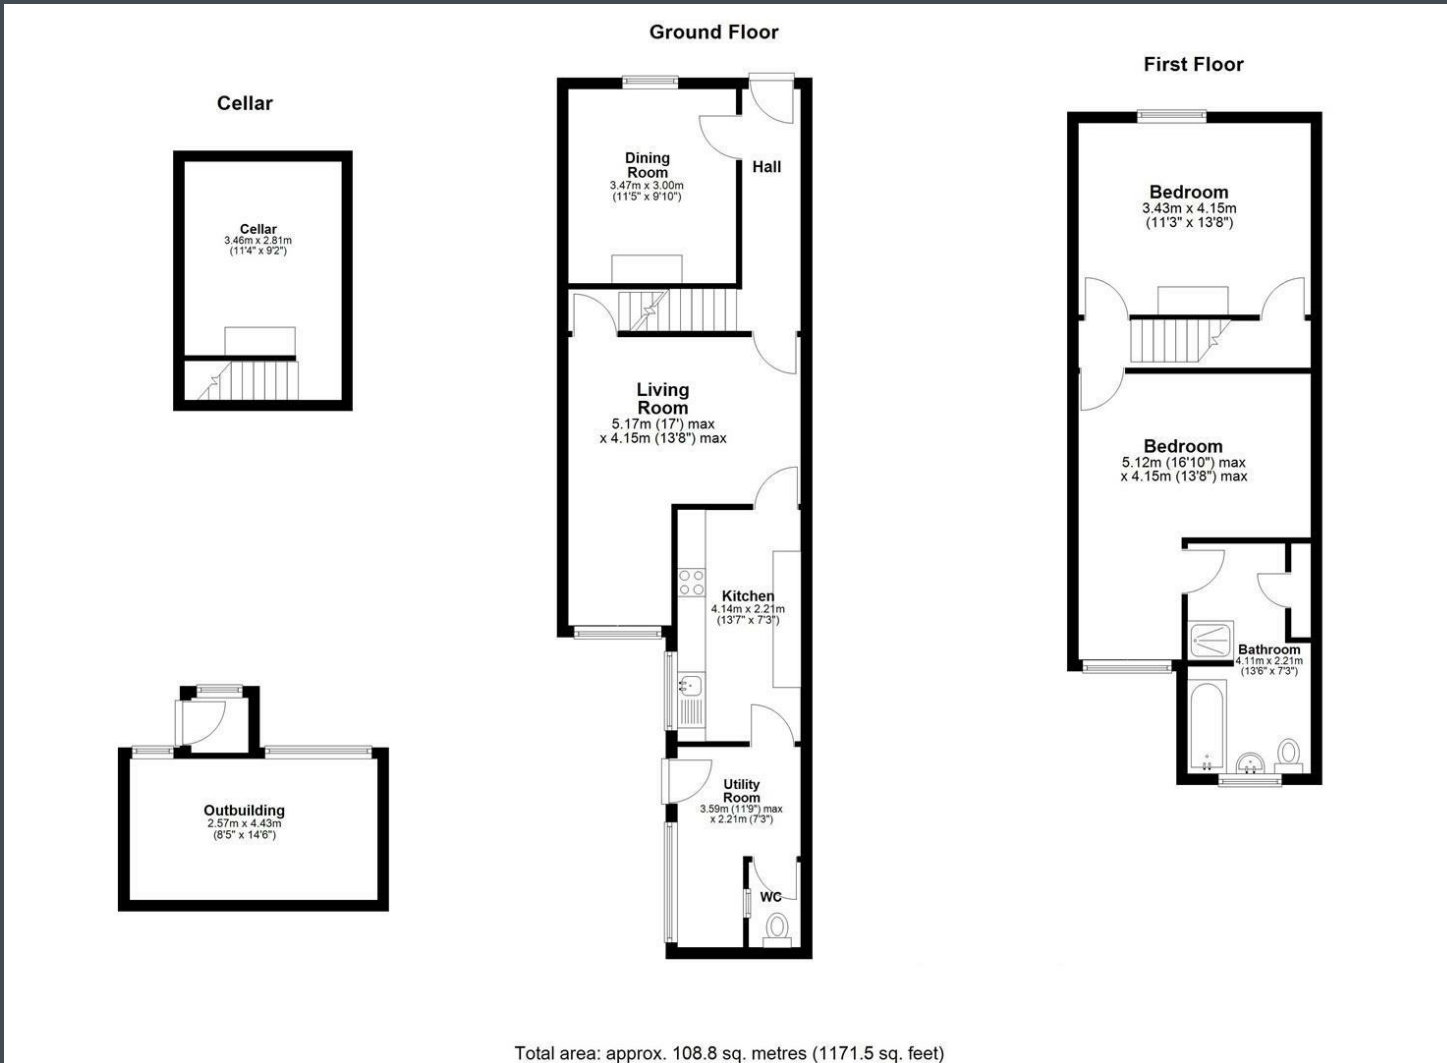 Ground Floor
First Floor
Cellar
Dining
Room
3.47m x 3.00m
(11'5" x 9'10")
Hall
Bedroom
3.43m x 4.15m
(11'3" x 13'8")
Cellar
3.46m x 2.81m
(11'4" x 9'2")
Living
Room
5.17m (17') max
x 4.15m (13'8") max
Bedroom
5.12m (16'10") max
x 4.15m (13'8") max
Kitchen
4.14m x 2.21m
(13'7" x 7'3")
Bathroom
4.11m x 2.21m
(13'6" x 7'3")
Utility
Room
3.59m (11'9") max
x 2.21m (7'3")
Outbuilding
2.57m x 4.43m
(8'5" x 14'6")
WC
Total area: approx. 108.8 sq. metres (1171.5 sq. feet)